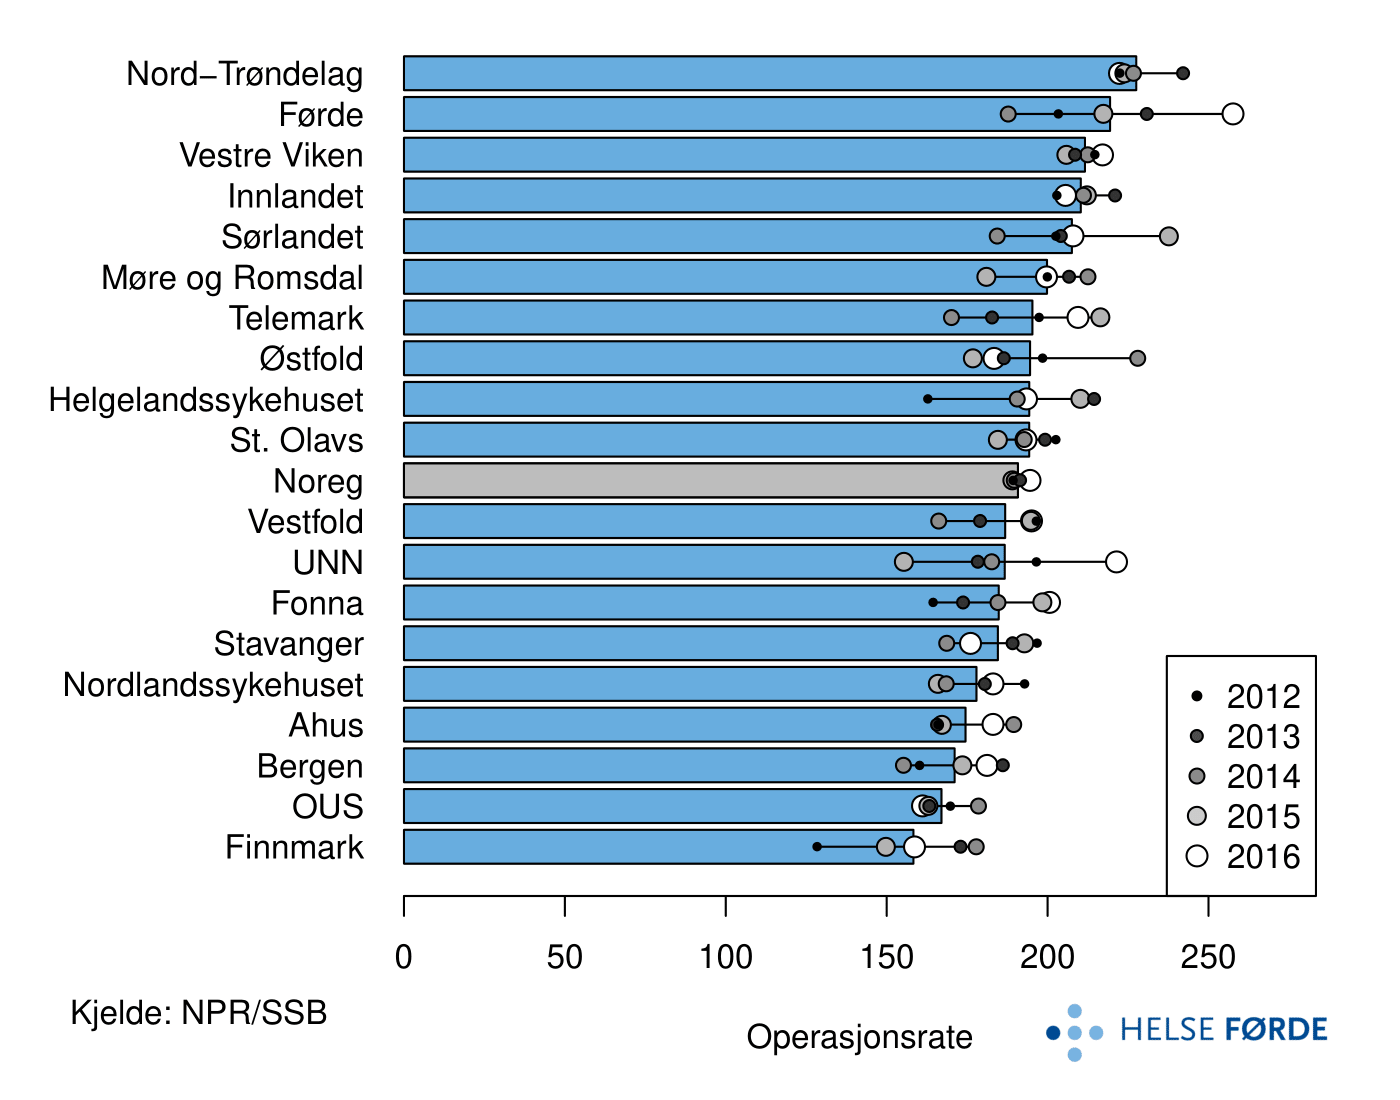 Nord−Trøndelag
Førde
Vestre Viken
Innlandet
Sørlandet
Møre og Romsdal
Telemark
Østfold
Helgelandssykehuset
St. Olavs
Noreg
Vestfold
UNN
Fonna
Stavanger
Nordlandssykehuset
Ahus
Bergen
OUS
Finnmark
2012
2013
2014
2015
2016
0 50 100 150 200 250
Kjelde: NPR/SSB
Operasjonsrate
HELSE FØRDE